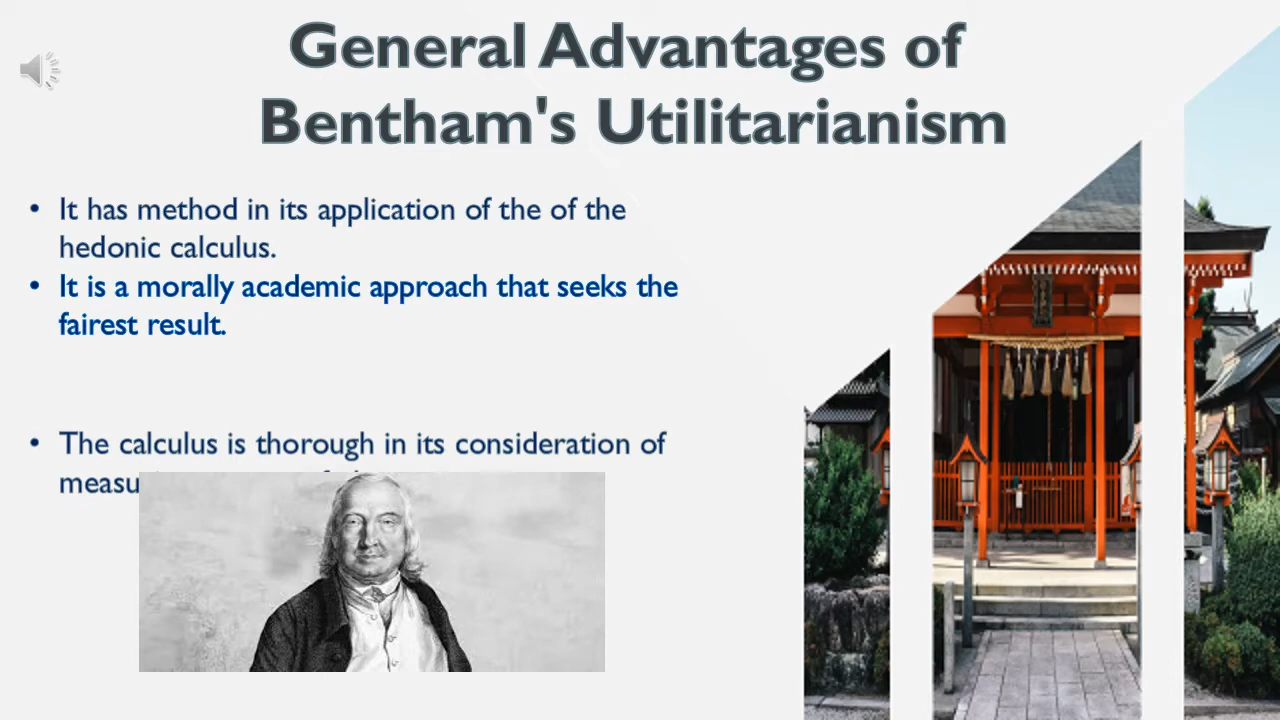 General Advantages of
Bentham's Utilitarianism
• It has method in its application of the of the
hedonic calculus.
• It is a morally academic approach that seeks the
fairest result.
• The calculus is thorough in its consideration of